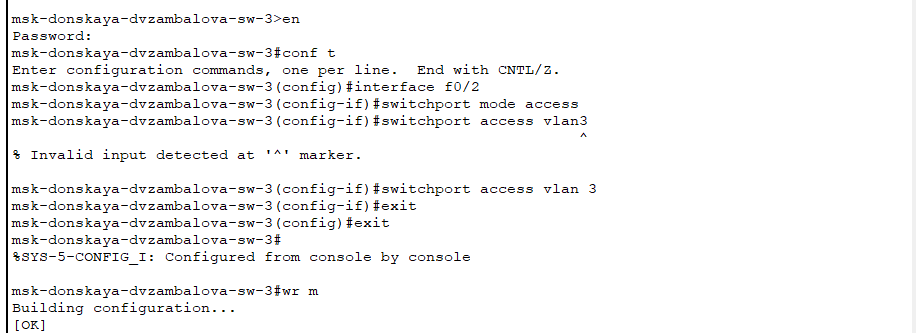 msk-donskaya-dvzambalova-sw-3>en
Password:
msk-donskaya-dvzambalova-sw-3#conf t
Enter configuration commands, one per line.  End with CNTL/Z.
msk-donskaya-dvzambalova-sw-3(config)#interface f0/2
msk-donskaya-dvzambalova-sw-3(config-if)#switchport mode access
msk-donskaya-dvzambalova-sw-3(config-if)#switchport access vlan3
                                                              ^
% Invalid input detected at '^' marker.
msk-donskaya-dvzambalova-sw-3(config-if)#switchport access vlan 3
msk-donskaya-dvzambalova-sw-3(config-if)#exit
msk-donskaya-dvzambalova-sw-3(config)#exit
msk-donskaya-dvzambalova-sw-3#
%SYS-5-CONFIG_I: Configured from console by console
msk-donskaya-dvzambalova-sw-3#wr m
Building configuration...
[OK]